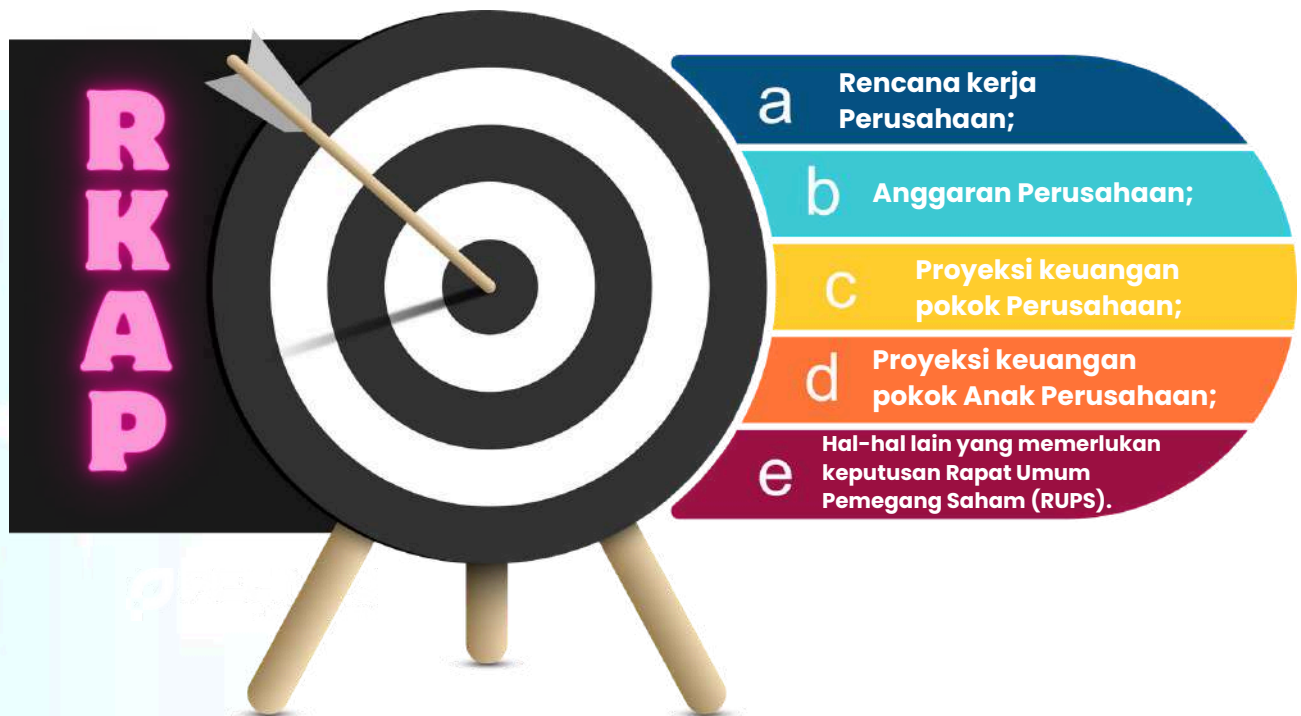 RKAP
a
Rencana kerja
Perusahaan;
b
Anggaran Perusahaan;
c
Proyeksi keuangan
pokok Perusahaan;
d
Proyeksi keuangan
pokok Anak Perusahaan;
e
Hal-hal lain yang memerlukan
keputusan Rapat Umum
Pemegang Saham (RUPS).